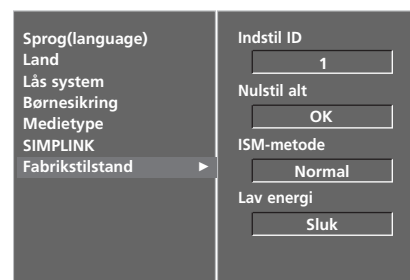 Sprog(language)
Land
Lås system
Børnesikring
Medietype
SIMPLINK
Fabrikstilstand ►
Indstil ID
1
Nulstil alt
OK
ISM-metode
Normal
Lav energi
Sluk